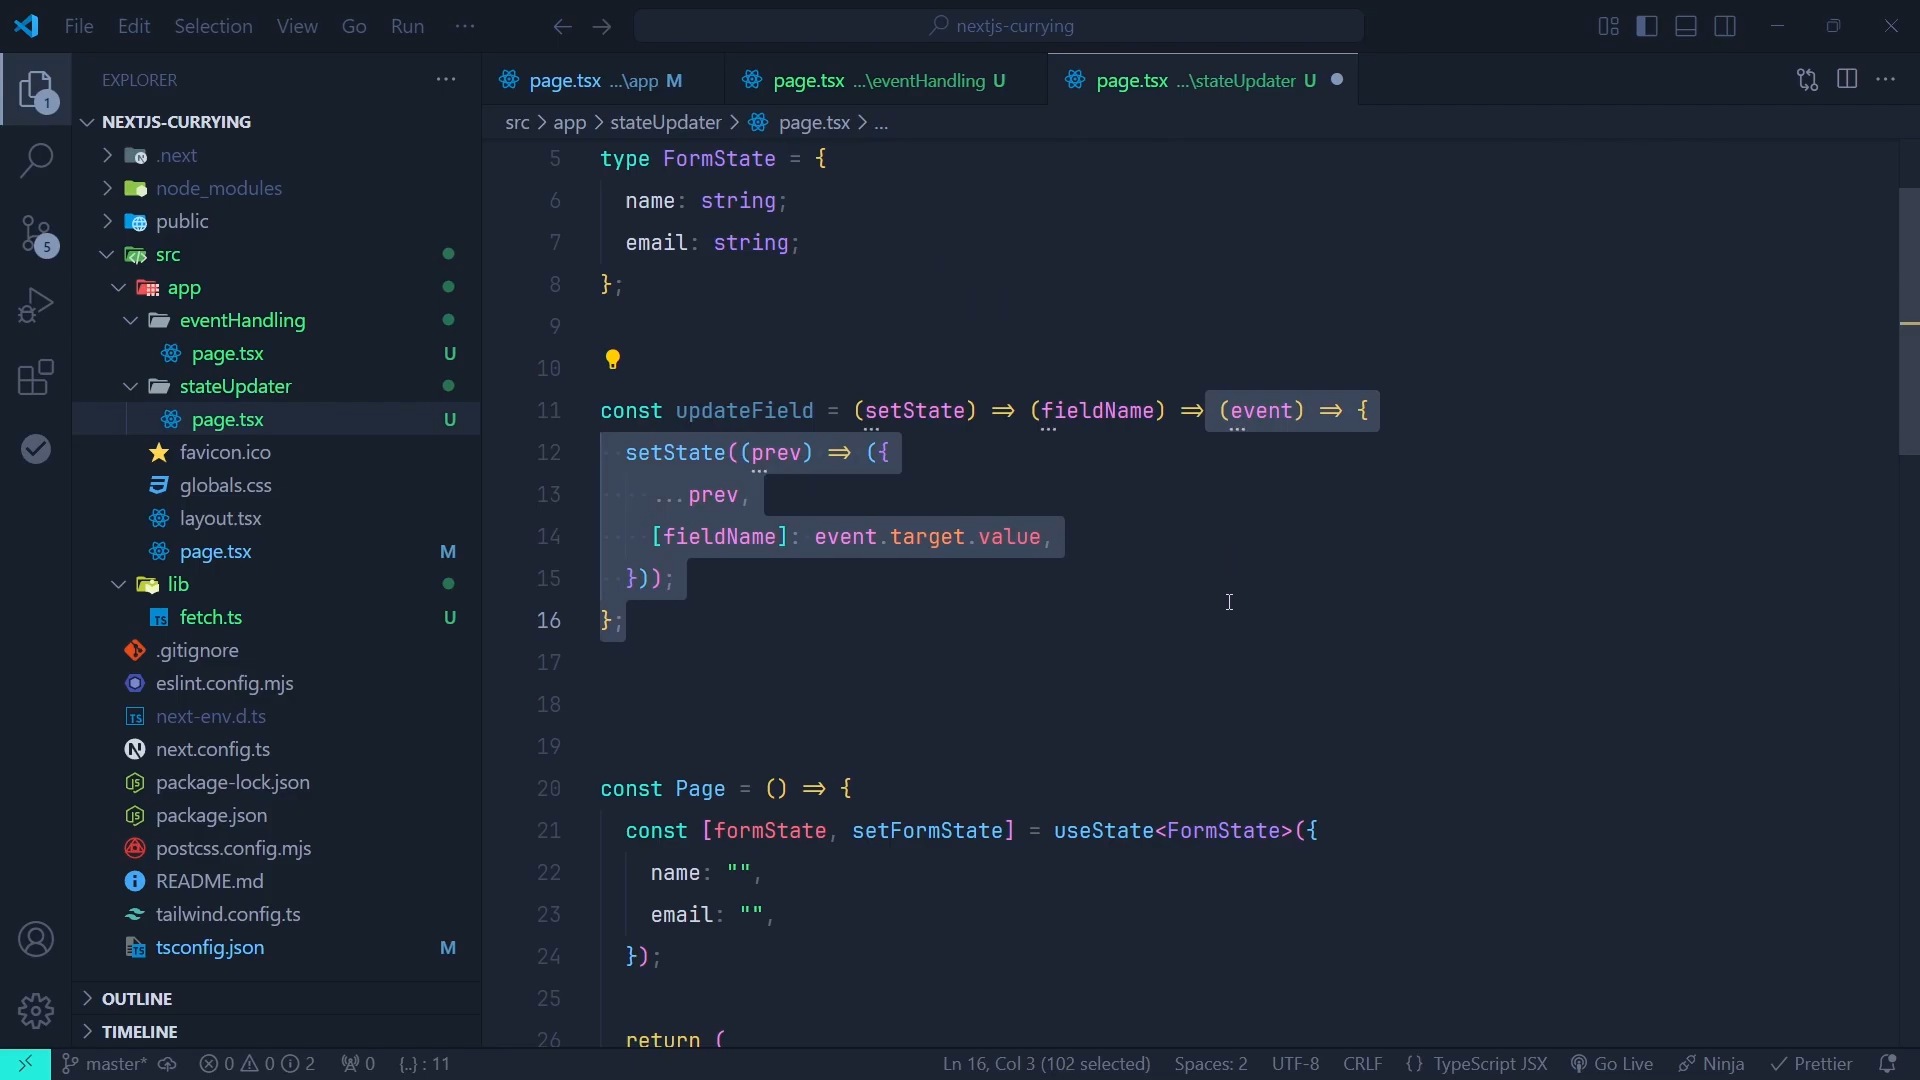 File Edit Selection View Go Run ··· nextjs-currying
EXPLORER ···
NEXTJS-CURRYING
.next
node_modules
public
src
app
eventHandling
page.tsx U
stateUpdater
page.tsx U
favicon.ico
globals.css
layout.tsx
page.tsx M
lib
fetch.ts U
.gitignore
eslint.config.mjs
next-env.d.ts
next.config.ts
package-lock.json
package.json
postcss.config.mjs
README.md
tailwind.config.ts
tsconfig.json M
OUTLINE
TIMELINE
1
5
page.tsx ...\app M
page.tsx ...\eventHandling U
page.tsx ...\stateUpdater U
src > app > stateUpdater > page.tsx > ...
5 type FormState = {
6 name: string;
7 email: string;
8 };
9
10
11 const updateField = (setState) => (fieldName) => (event) => {
12 setState((prev) => ({
13 ...prev,
14 [fieldName]: event.target.value,
15 }));
16 };
17
18
19
20 const Page = () => {
21 const [formState, setFormState] = useState<FormState>({
22 name: "",
23 email: "",
24 });
25
26 return (
master* 0 0 2 0 {..} : 11 Ln 16, Col 3 (102 selected) Spaces: 2 UTF-8 CRLF {} TypeScript JSX Go Live Ninja Prettier